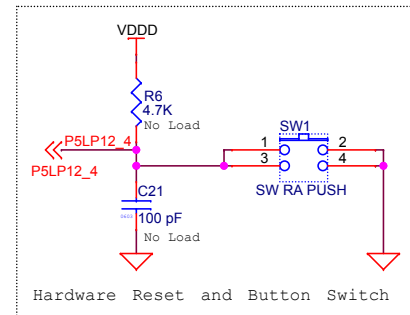 VDDD
R6
4.7K
No Load
P5LP12_4
P5LP12_4
SW1
1
2
3
4
SW RA PUSH
C21
0603
100 pF
No Load
Hardware Reset and Button Switch